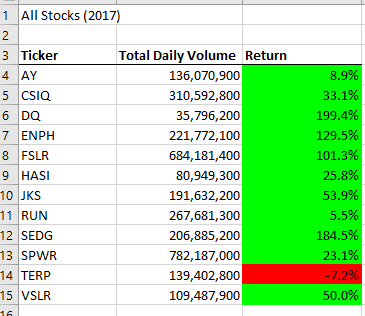 1 All Stocks (2017)
2
3 Ticker Total Daily Volume Return
4 AY 136,070,900 8.9%
5 CSIQ 310,592,800 33.1%
6 DQ 35,796,200 199.4%
7 ENPH 221,772,100 129.5%
8 FSLR 684,181,400 101.3%
9 HASI 80,949,300 25.8%
10 JKS 191,632,200 53.9%
11 RUN 267,681,300 5.5%
12 SEDG 206,885,200 184.5%
13 SPWR 782,187,000 23.1%
14 TERP 139,402,800 -7.2%
15 VSLR 109,487,900 50.0%